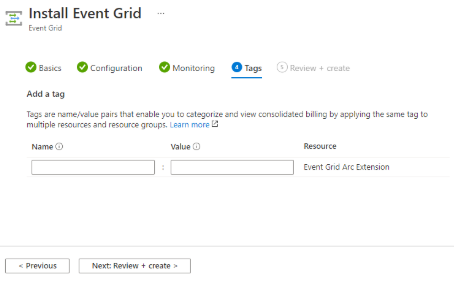 Install Event Grid ...
Event Grid
Basics Configuration Monitoring 4 Tags 5 Review + create
Add a tag
Tags are name/value pairs that enable you to categorize and view consolidated billing by applying the same tag to
multiple resources and resource groups. Learn more
Name Value Resource
: Event Grid Arc Extension
< Previous Next: Review + create >